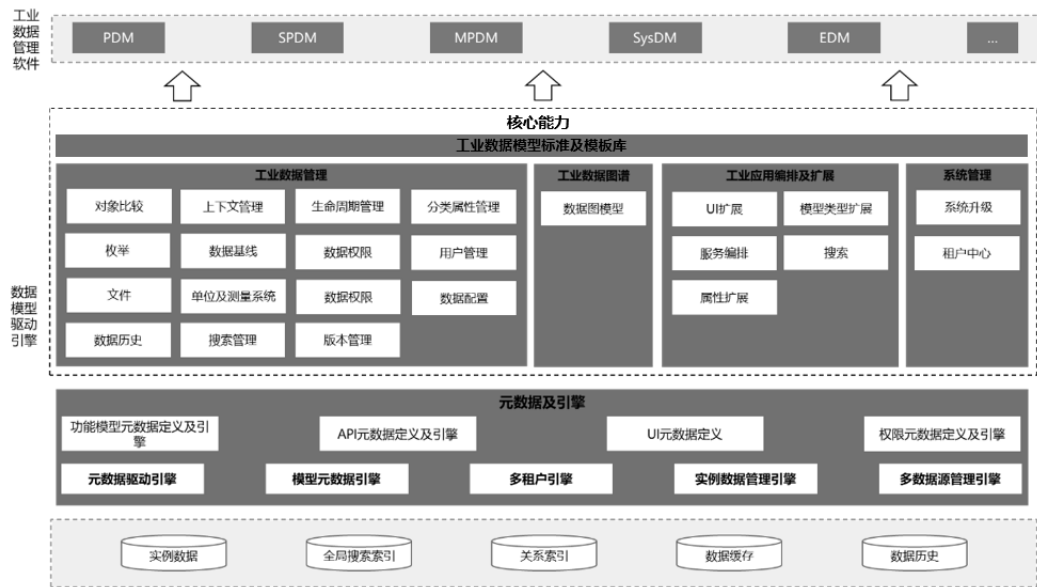 工业
数据
管理
软件
PDM
SPDM
MPDM
SysDM
EDM
...
数据
模型
驱动
引擎
核心能力
工业数据模型标准及模板库
工业数据管理
对象比较
上下文管理
生命周期管理
分类属性管理
枚举
数据基线
数据权限
用户管理
文件
单位及测量系统
数据权限
数据配置
数据历史
搜索管理
版本管理
工业数据图谱
数据图模型
工业应用编排及扩展
UI扩展
模型类型扩展
服务编排
搜索
属性扩展
系统管理
系统升级
租户中心
元数据及引擎
功能模型元数据定义及引
擎
API元数据定义及引擎
UI元数据定义
权限元数据定义及引擎
元数据驱动引擎
模型元数据引擎
多租户引擎
实例数据管理引擎
多数据源管理引擎
实例数据
全局搜索索引
关系索引
数据缓存
数据历史